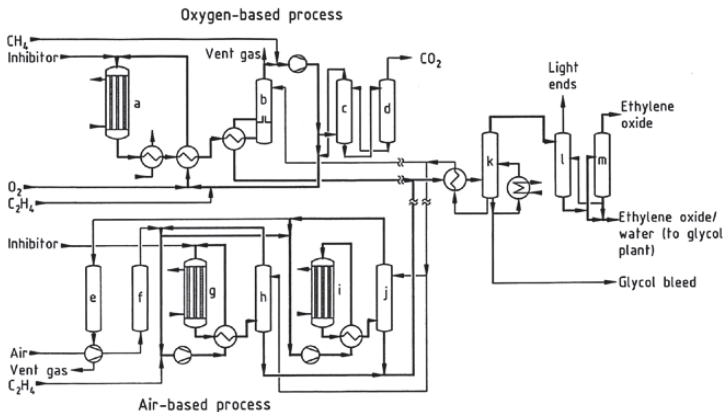 Oxygen-based process
CH₄
Inhibitor
Vent gas
CO₂
a
b
c
d
Light
ends
Ethylene
oxide
k
l
m
O₂
C₂H₄
Ethylene oxide/
water (to glycol
plant)
Glycol bleed
Inhibitor
e
f
g
h
i
j
Air
Vent gas
C₂H₄
Air-based process